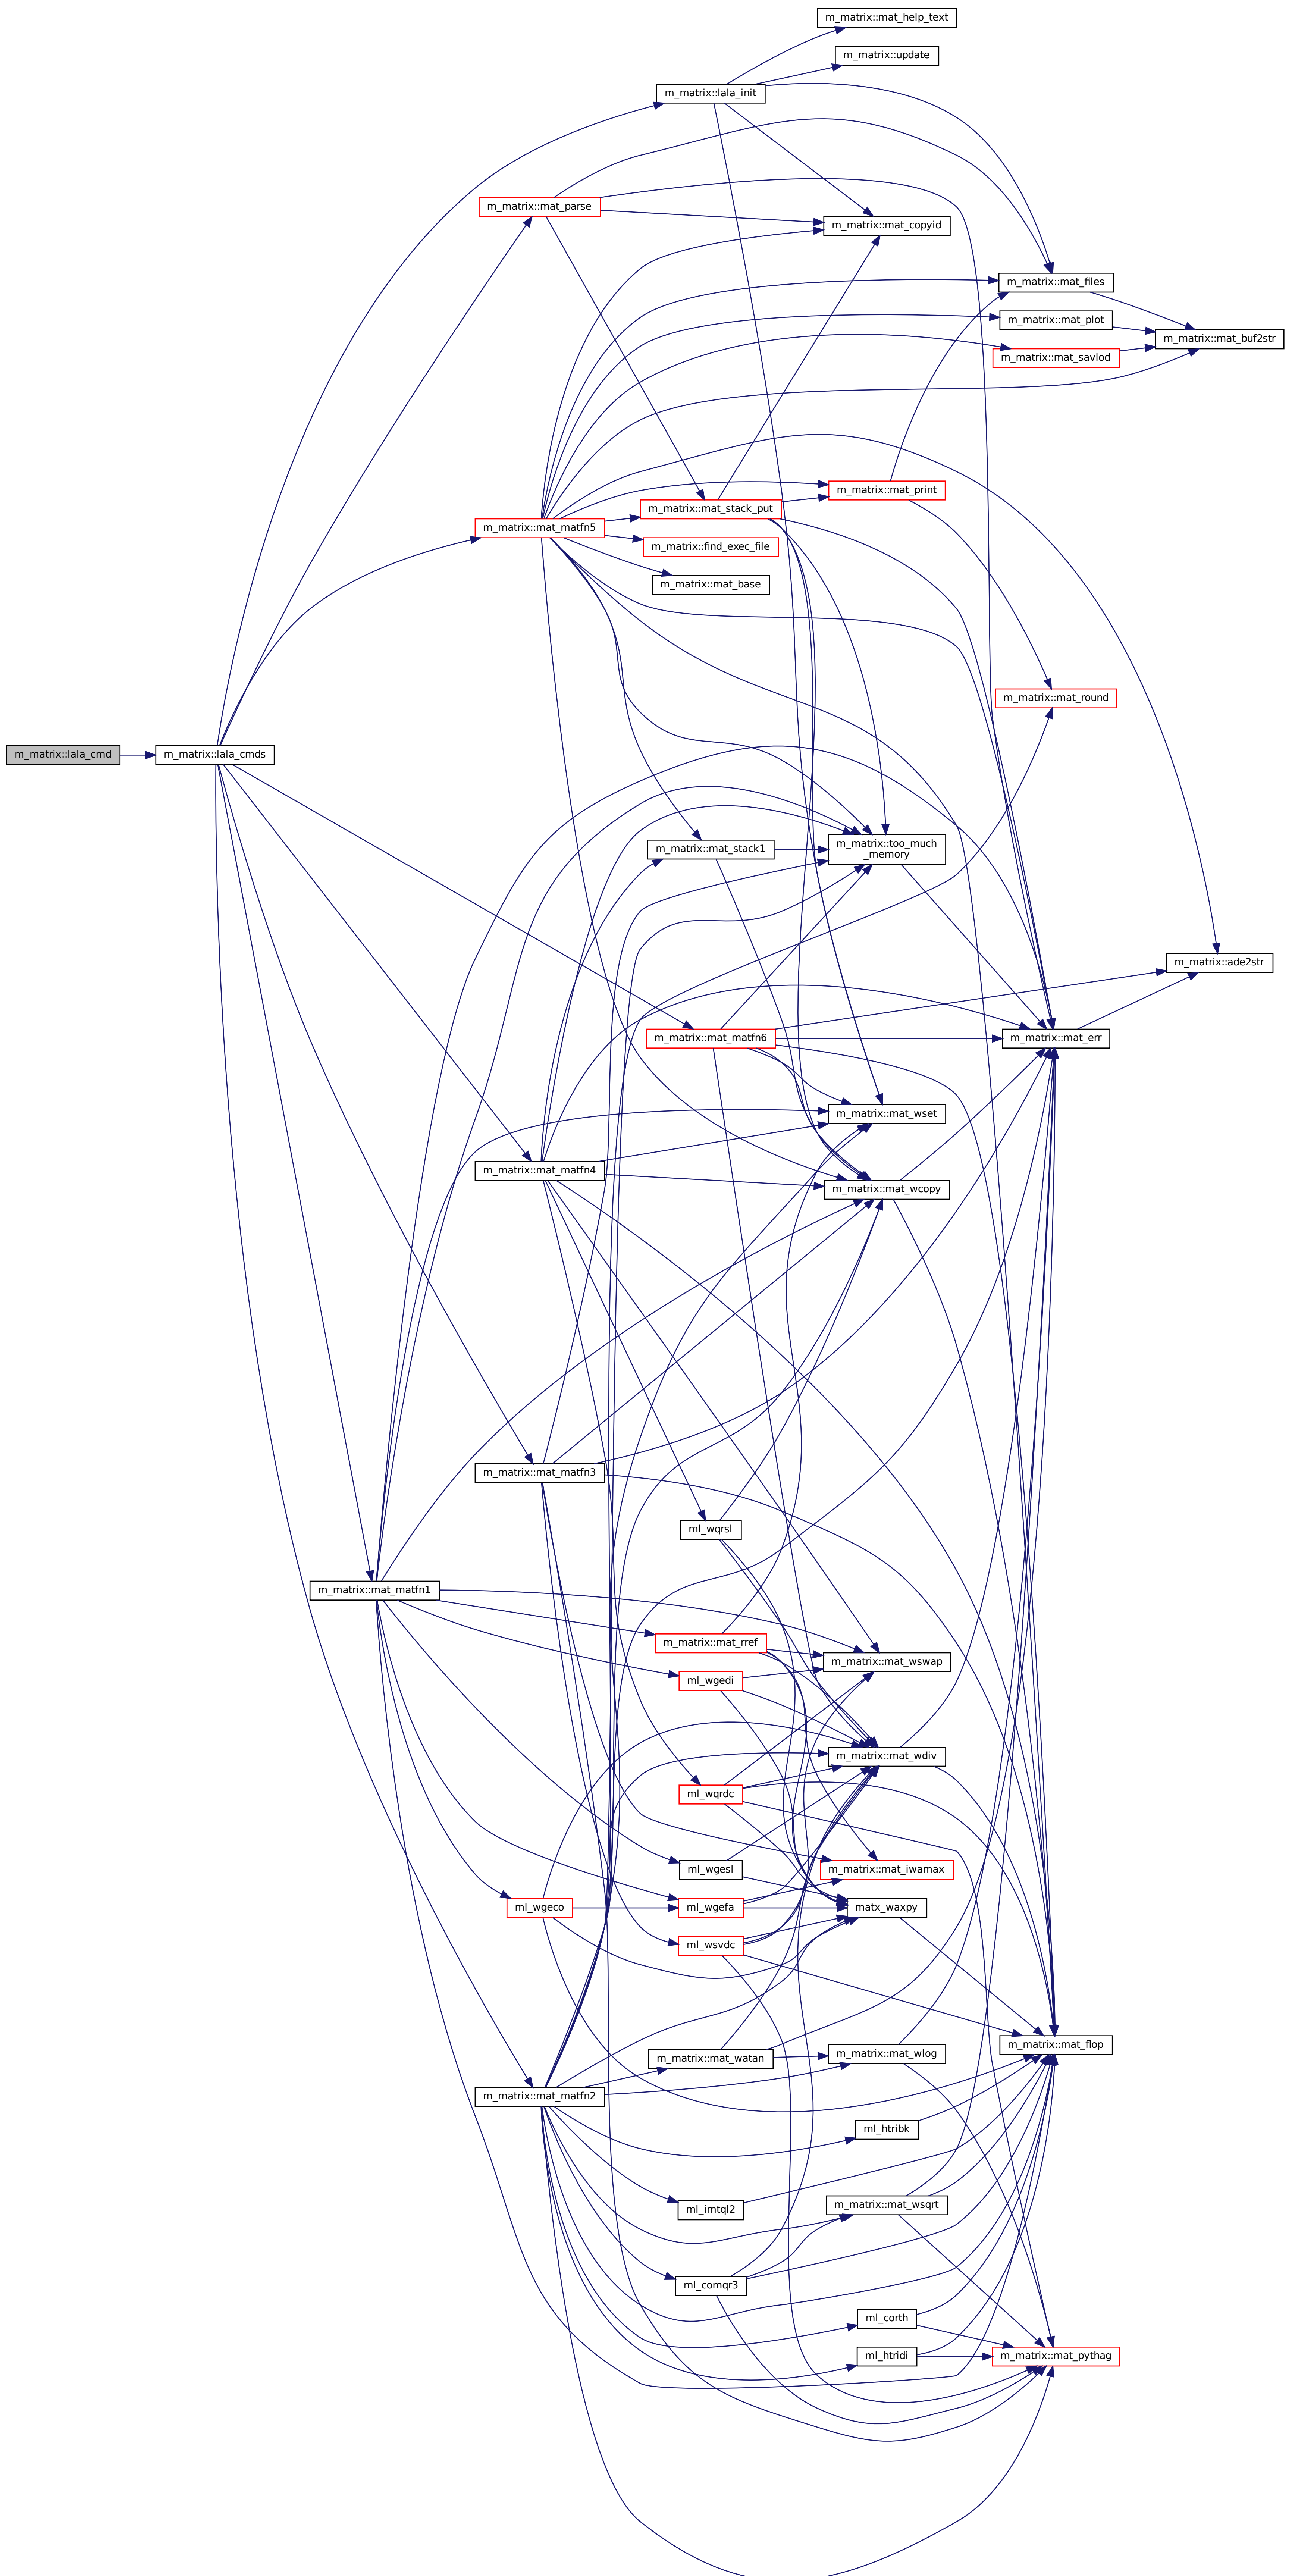 m_matrix::mat_help_text
m_matrix::update
m_matrix::lala_init
m_matrix::mat_parse
m_matrix::mat_copyid
m_matrix::mat_files
m_matrix::mat_plot
m_matrix::mat_buf2str
m_matrix::mat_savlod
m_matrix::mat_print
m_matrix::mat_stack_put
m_matrix::mat_matfn5
m_matrix::find_exec_file
m_matrix::mat_base
m_matrix::mat_round
m_matrix::lala_cmd
m_matrix::lala_cmds
m_matrix::mat_stack1
m_matrix::too_much
_memory
m_matrix::ade2str
m_matrix::mat_matfn6
m_matrix::mat_err
m_matrix::mat_wset
m_matrix::mat_matfn4
m_matrix::mat_wcopy
m_matrix::mat_matfn3
ml_wqrsl
m_matrix::mat_matfn1
m_matrix::mat_rref
m_matrix::mat_wswap
ml_wgedi
m_matrix::mat_wdiv
ml_wqrdc
ml_wgesl
m_matrix::mat_iwamax
ml_wgeco
ml_wgefa
matx_waxpy
ml_wsvdc
m_matrix::mat_flop
m_matrix::mat_wlog
m_matrix::mat_watan
m_matrix::mat_matfn2
ml_htribk
m_matrix::mat_wsqrt
ml_imtql2
ml_comqr3
ml_corth
ml_htridi
m_matrix::mat_pythag